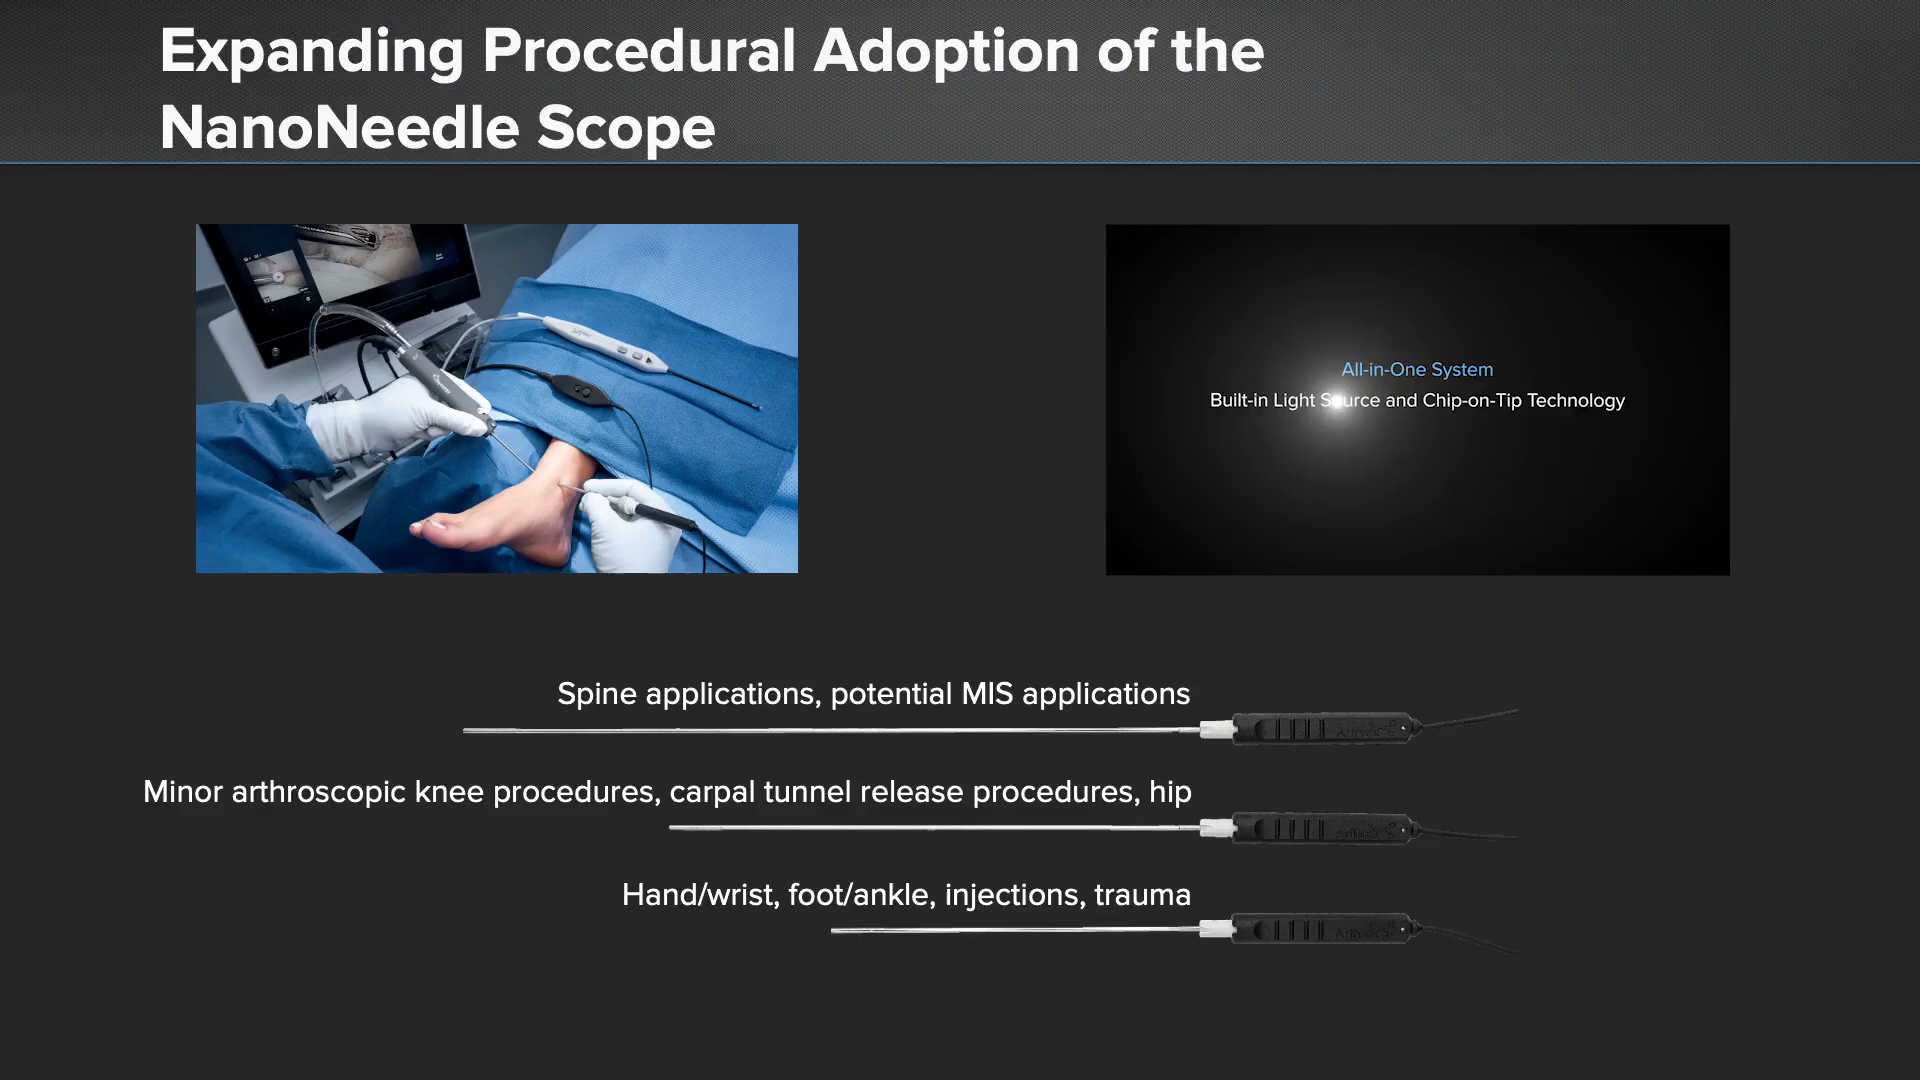 Expanding Procedural Adoption of the
NanoNeedle Scope
All-in-One System
Built-in Light Source and Chip-on-Tip Technology
Spine applications, potential MIS applications
Minor arthroscopic knee procedures, carpal tunnel release procedures, hip
Hand/wrist, foot/ankle, injections, trauma